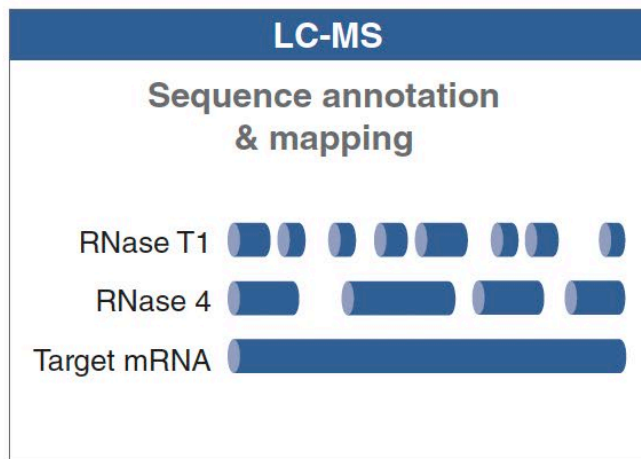 LC-MS
Sequence annotation
& mapping
RNase T1
RNase 4
Target mRNA